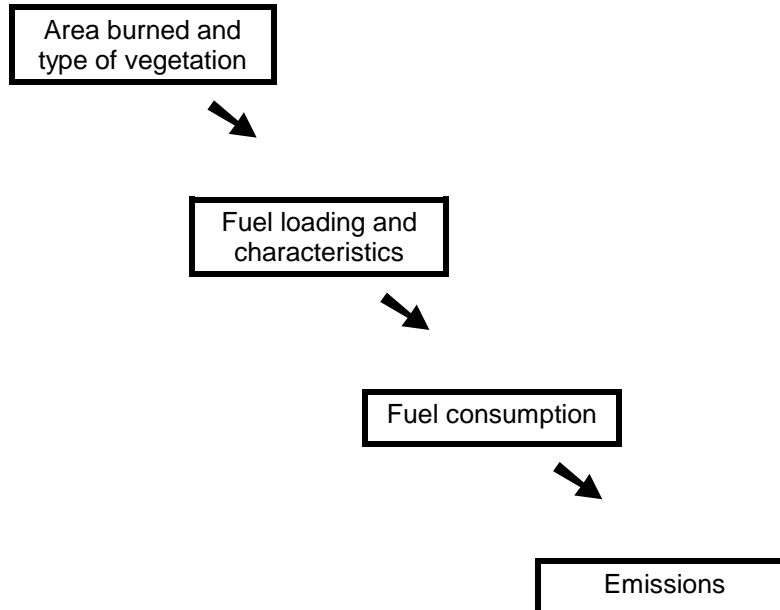 Area burned and
type of vegetation
Fuel loading and
characteristics
Fuel consumption
Emissions